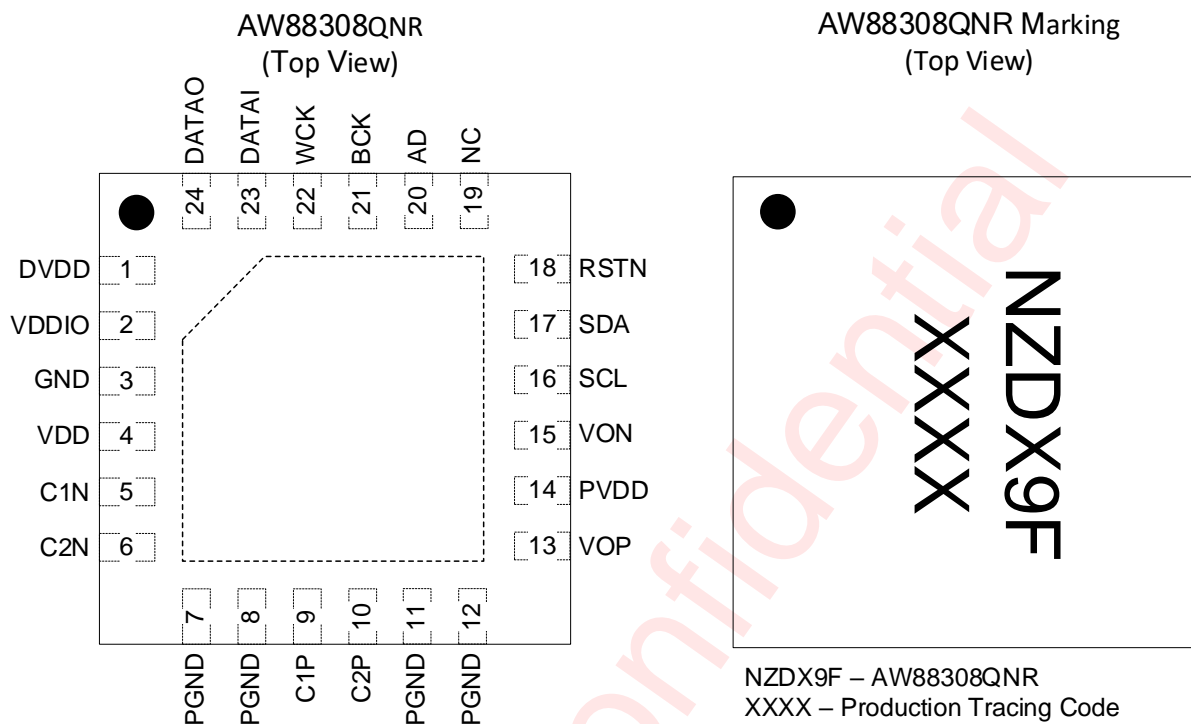 AW88308QNR
(Top View)
DATAO
DATAI
WCK
BCK
AD
NC
24
23
22
21
20
19
DVDD 1
VDDIO 2
GND 3
VDD 4
C1N 5
C2N 6
18 RSTN
17 SDA
16 SCL
15 VON
14 PVDD
13 VOP
7
8
9
10
11
12
PGND
PGND
C1P
C2P
PGND
PGND
AW88308QNR Marking
(Top View)
NZDX9F
XXXX
NZDX9F – AW88308QNR
XXXX – Production Tracing Code
onfidential